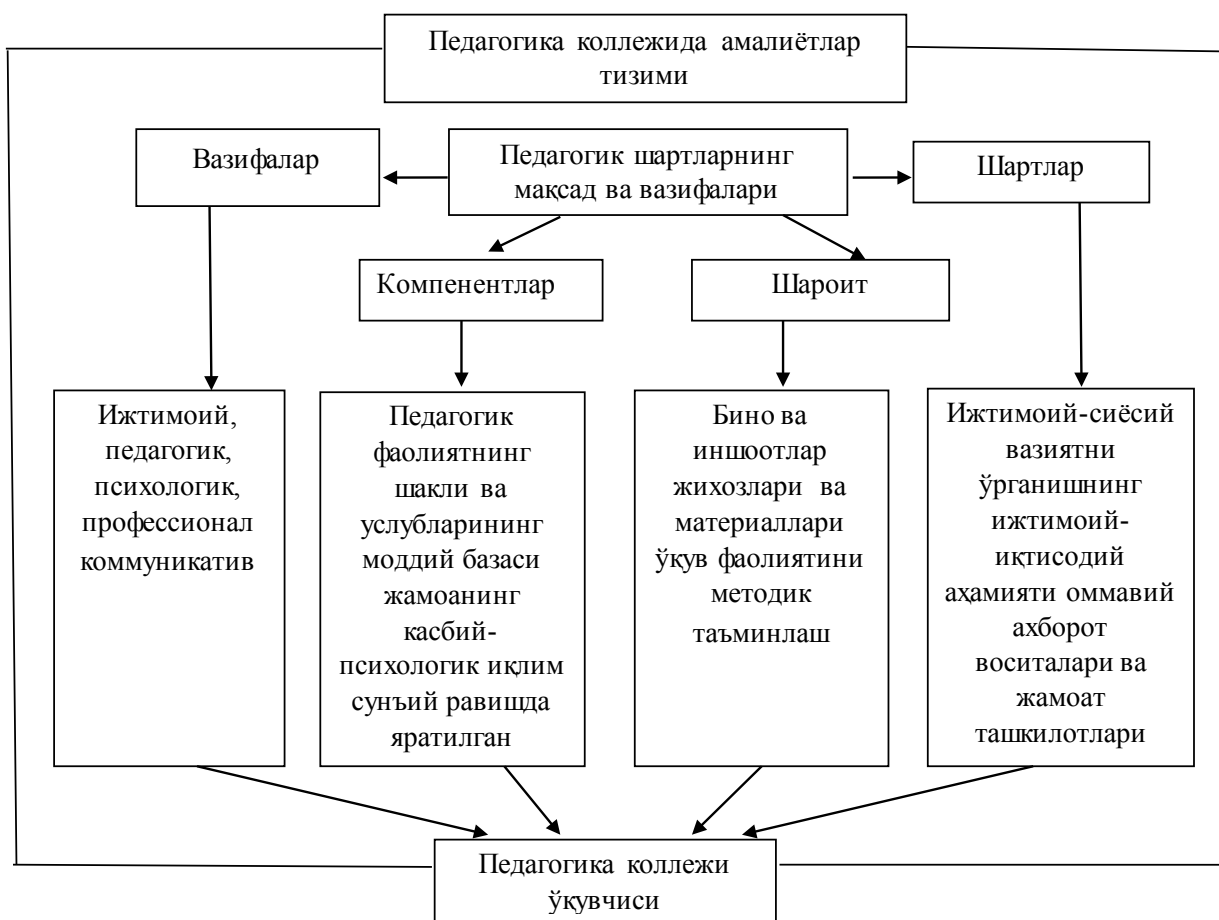 Педагогика коллежида амалиётлар
тизими
Вазифалар
Педагогик шартларнинг
мақсад ва вазифалари
Шартлар
Компенентлар
Шароит
Ижтимоий,
педагогик,
психологик,
профессионал
коммуникатив
Педагогик
фаолиятнинг
шакли ва
услубларининг
моддий базаси
жамоанинг
касбий-
психологик иқлим
сунъий равишда
яратилган
Бино ва
иншоотлар
жихозлари ва
материаллари
ўқув фаолиятини
методик
таъминлаш
Ижтимоий-сиёсий
вазиятни
ўрганишнинг
ижтимоий-
иқтисодий
аҳамияти оммавий
ахборот
воситалари ва
жамоат
ташкилотлари
Педагогика коллежи
ўқувчиси